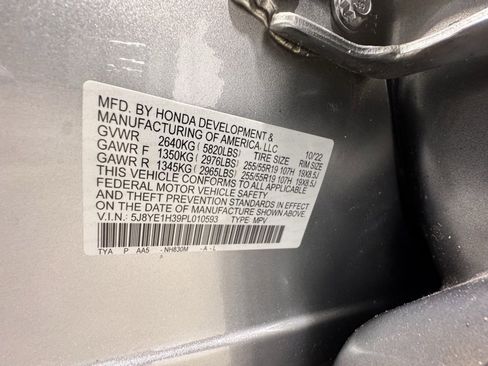 MFD. BY HONDA DEVELOPMENT &
MANUFACTURING OF AMERICA, LLC 10/22
GVWR 2640KG ( 5820LBS) TIRE SIZE RIM SIZE
GAWR F 1350KG ( 2976LBS) 255/55R19 107H 19X8.5J
GAWR R 1345KG ( 2965LBS) 255/55R19 107H 19X8.5J
THIS VEHICLE CONFORMS TO ALL APPLICABLE
FEDERAL MOTOR VEHICLE SAFETY
AND THEFT PREVENTION STANDARDS IN EFFECT
ON THE DATE OF MANUFACTURE SHOWN ABOVE.
V.I.N.: 5J8YE1H39PL010593 TYPE: MPV
TYA P AA5 -NH830M -A -L
A